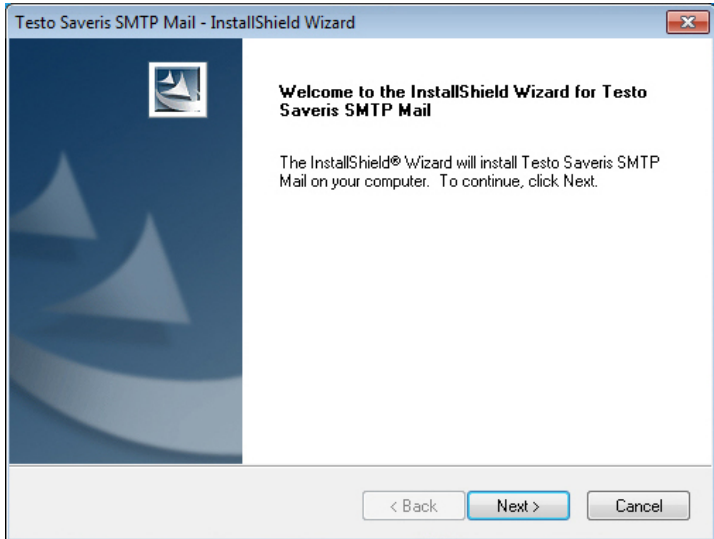 Testo Saveris SMTP Mail - InstallShield Wizard
Welcome to the InstallShield Wizard for Testo
Saveris SMTP Mail
The InstallShield® Wizard will install Testo Saveris SMTP
Mail on your computer. To continue, click Next.
< Back Next > Cancel